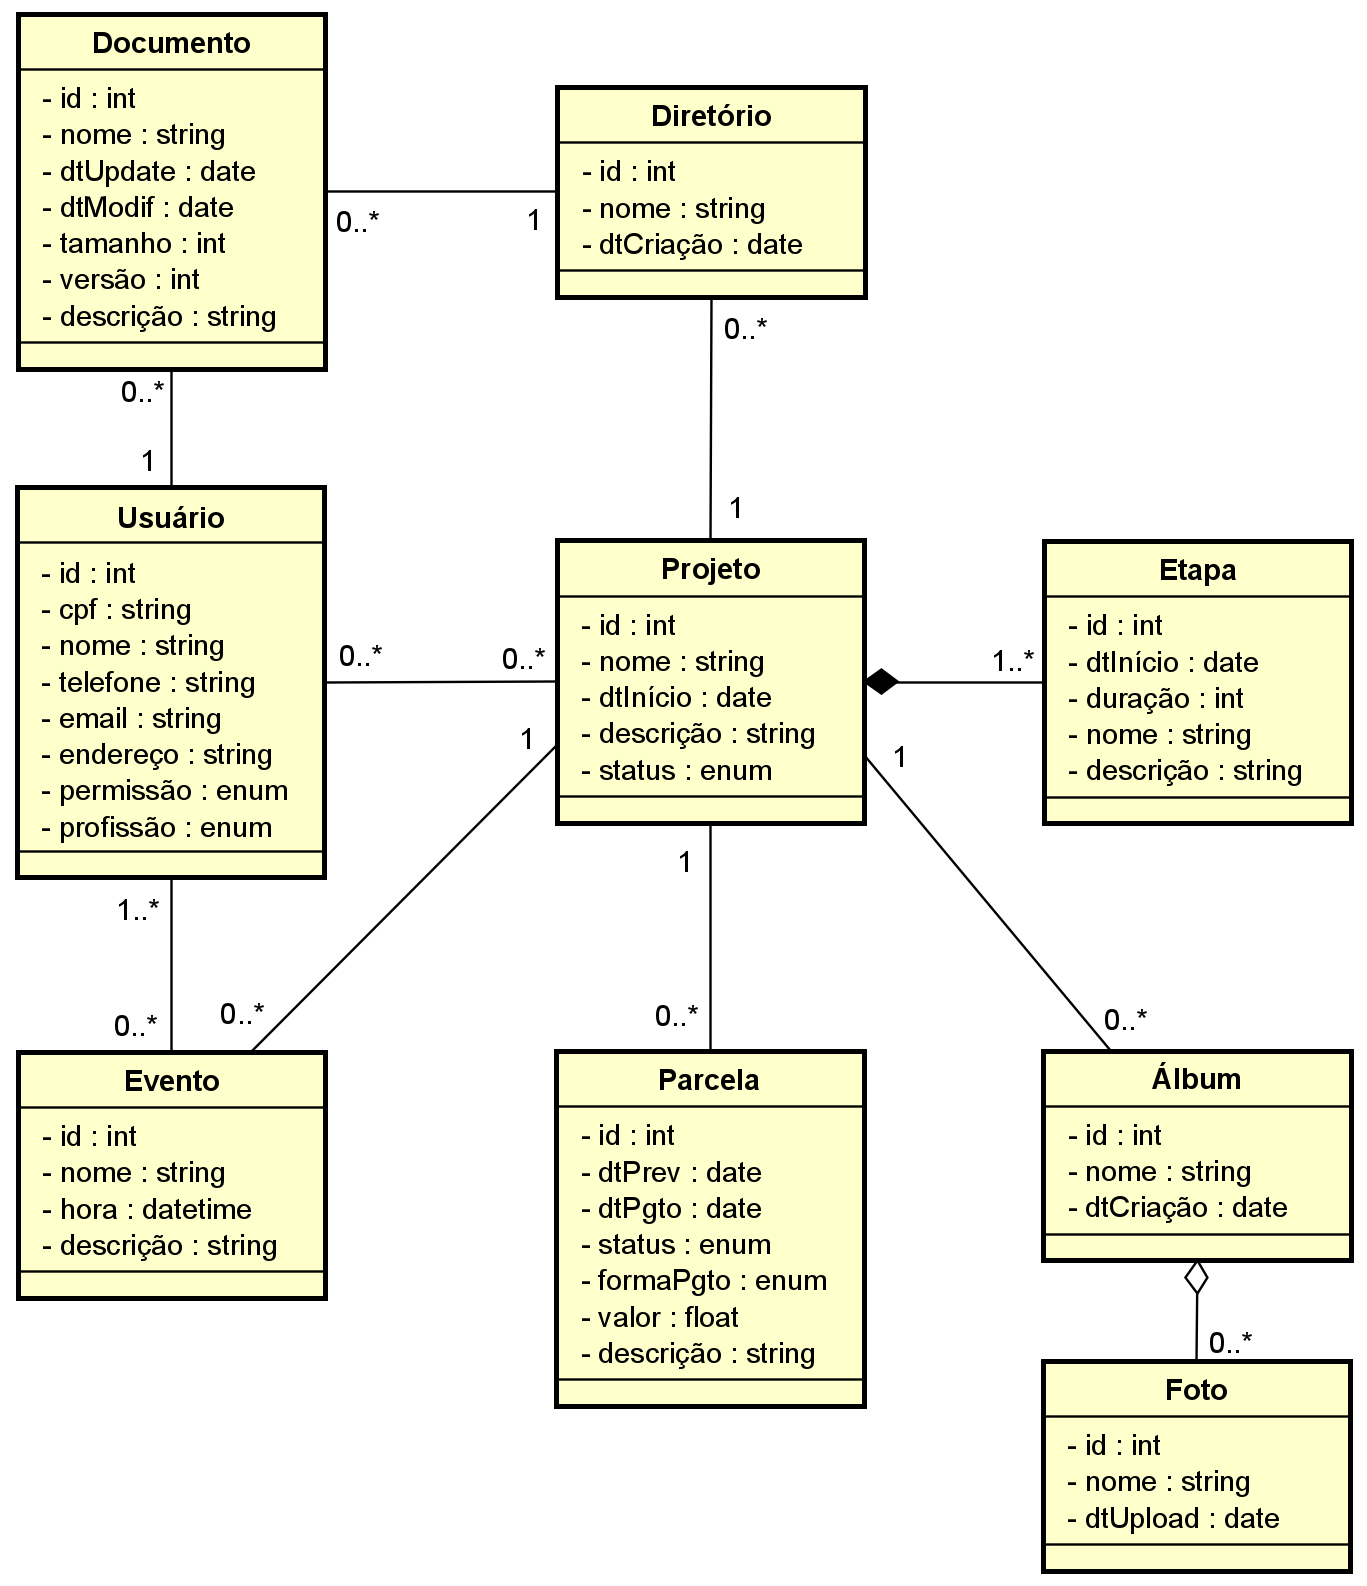 Documento
- id : int
- nome : string
- dtUpdate : date
- dtModif : date
- tamanho : int
- versão : int
- descrição : string
Diretório
- id : int
- nome : string
- dtCriação : date
0..*
1
0..*
1
0..*
1
Usuário
- id : int
- cpf : string
- nome : string
- telefone : string
- email : string
- endereço : string
- permissão : enum
- profissão : enum
0..*
0..*
Projeto
- id : int
- nome : string
- dtInício : date
- descrição : string
- status : enum
1..*
Etapa
- id : int
- dtInício : date
- duração : int
- nome : string
- descrição : string
1
1
1
1..*
0..*
0..*
0..*
0..*
Evento
- id : int
- nome : string
- hora : datetime
- descrição : string
Parcela
- id : int
- dtPrev : date
- dtPgto : date
- status : enum
- formaPgto : enum
- valor : float
- descrição : string
Álbum
- id : int
- nome : string
- dtCriação : date
0..*
Foto
- id : int
- nome : string
- dtUpload : date